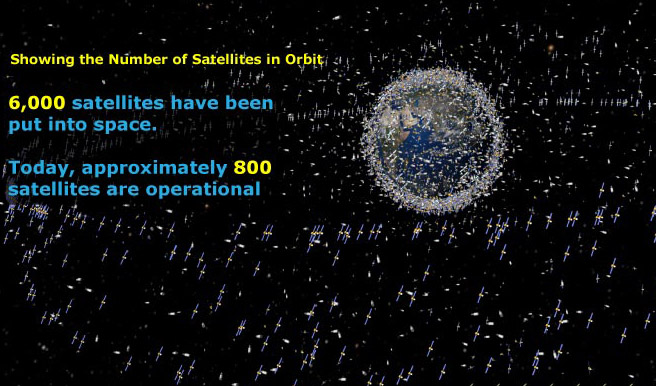 Showing the Number of Satellites in Orbit
6,000 satellites have been
put into space.
Today, approximately 800
satellites are operational